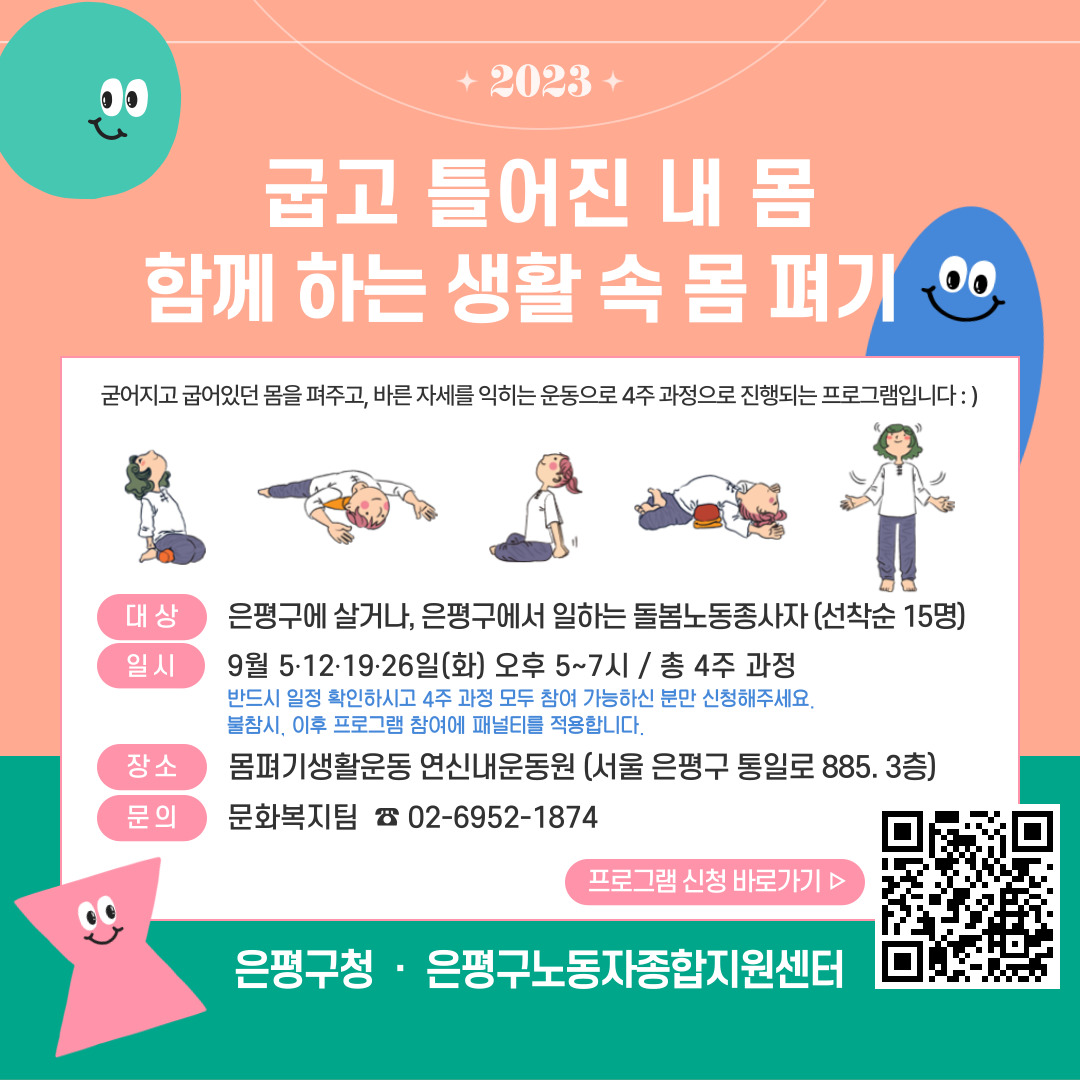 2023
굽고 틀어진 내 몸
함께 하는 생활 속 몸 펴기
굳어지고 굽어있던 몸을 펴주고, 바른 자세를 익히는 운동으로 4주 과정으로 진행되는 프로그램입니다 : )
대 상 은평구에 살거나, 은평구에서 일하는 돌봄노동종사자 (선착순 15명)
일 시 9월 5·12·19·26일(화) 오후 5~7시 / 총 4주 과정
반드시 일정 확인하시고 4주 과정 모두 참여 가능하신 분만 신청해주세요.
불참시, 이후 프로그램 참여에 패널티를 적용합니다.
장 소 몸펴기생활운동 연신내운동원 (서울 은평구 통일로 885. 3층)
문 의 문화복지팀 ☎ 02-6952-1874
프로그램 신청 바로가기 ▷
은평구청 · 은평구노동자종합지원센터